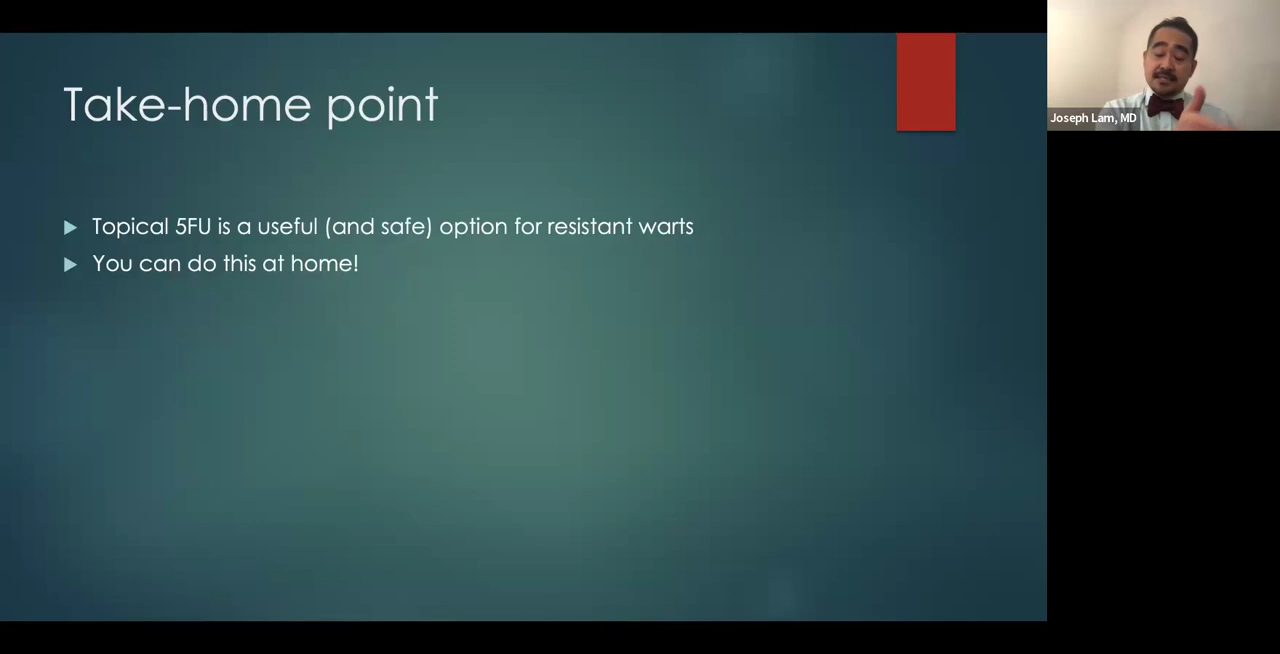 Take-home point
Topical 5FU is a useful (and safe) option for resistant warts
You can do this at home!
Joseph Lam, MD